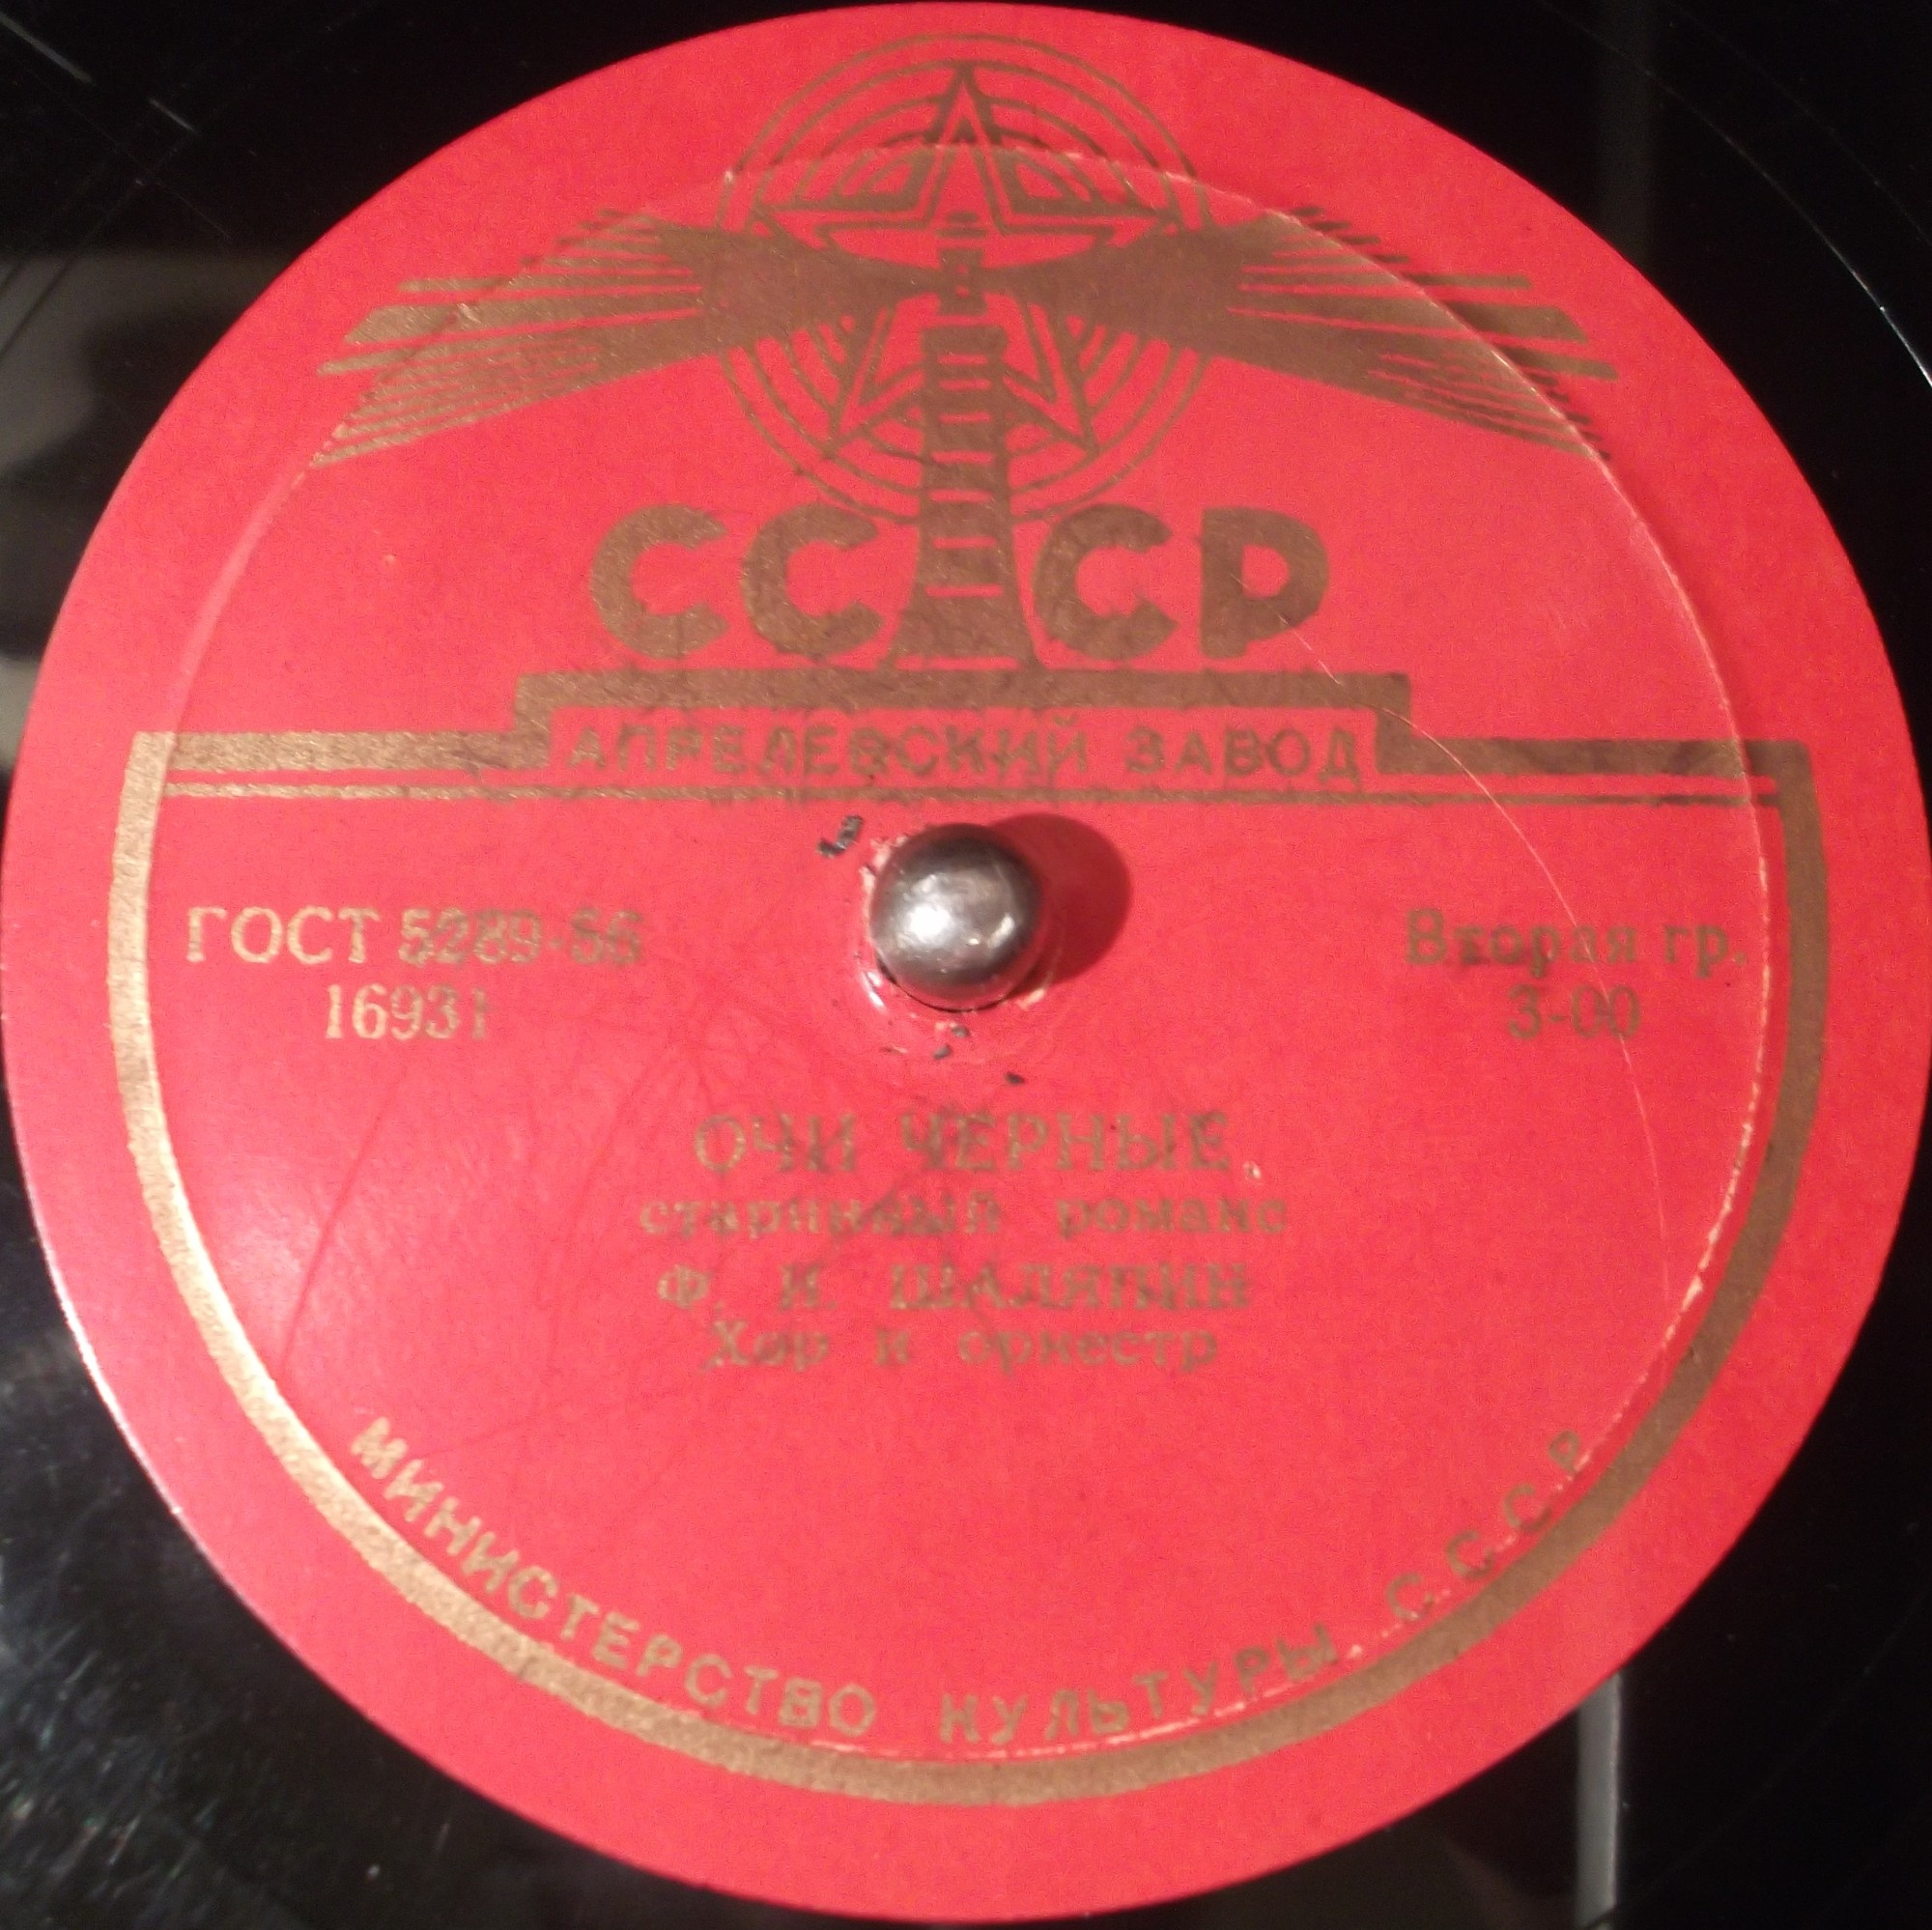 СССР
АПРЕЛЕВСКИЙ ЗАВОД
ГОСТ 5289-56
16931
Вторая гр.
3-00
ОЧИ ЧЕРНЫЕ,
старинный романс
Ф. И. ШАЛЯПИН
Хор и оркестр
МИНИСТЕРСТВО КУЛЬТУРЫ С.С.С.Р